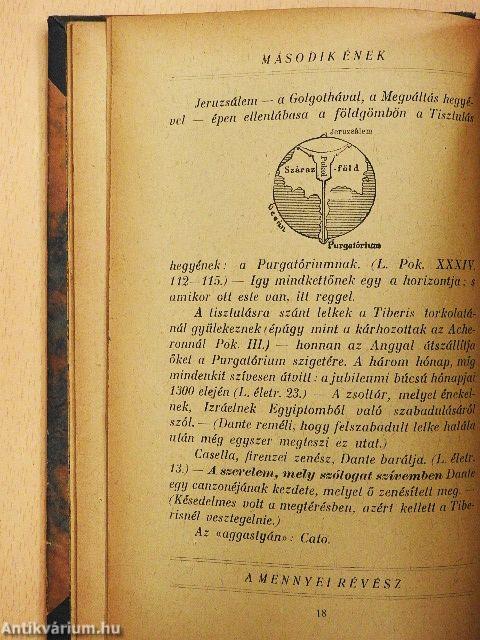 MÁSODIK ÉNEK
Jeruzsálem — a Golgothával, a Megváltás hegyé-
vel — épen ellenlábasa a földgömbön a Tisztulás
Jeruzsálem
Pokol
Száraz -föld
Óceán
Purgatórium
hegyének: a Purgatóriumnak. (L. Pok. XXXIV.
112—115.) — Igy mindkettőnek egy a horizontja; s
amikor ott este van, itt reggel.
A tisztulásra szánt lelkek a Tiberis torkolatá-
nál gyülekeznek (épúgy mint a kárhozottak az Ache-
ronnál Pok. III.) — honnan az Angyal átszállítja
őket a Purgatórium szigetére. A három hónap, míg
mindenkit szívesen átvitt: a jubileumi búcsú hónapjai
1300 elején (L. életr. 23.) — A zsoltár, melyet énekel-
nek, Izráelnek Egyiptomból való szabadulásáról
szól. — (Dante reméli, hogy felszabadult lelke halála
után még egyszer megteszi ez utat.)
Casella, firenzei zenész, Dante barátja. (L. életr.
13.) — A szerelem, mely szólogat szívemben Dante
egy canzonéjának kezdete, melyet ő zenésített meg. —
(Késedelmes volt a megtérésben, azért kellett a Tibe-
risnél vesztegelnie.)
Az «aggastyán»: Cato.
A MENNYEI RÉVÉSZ
18
Antikvárium.hu